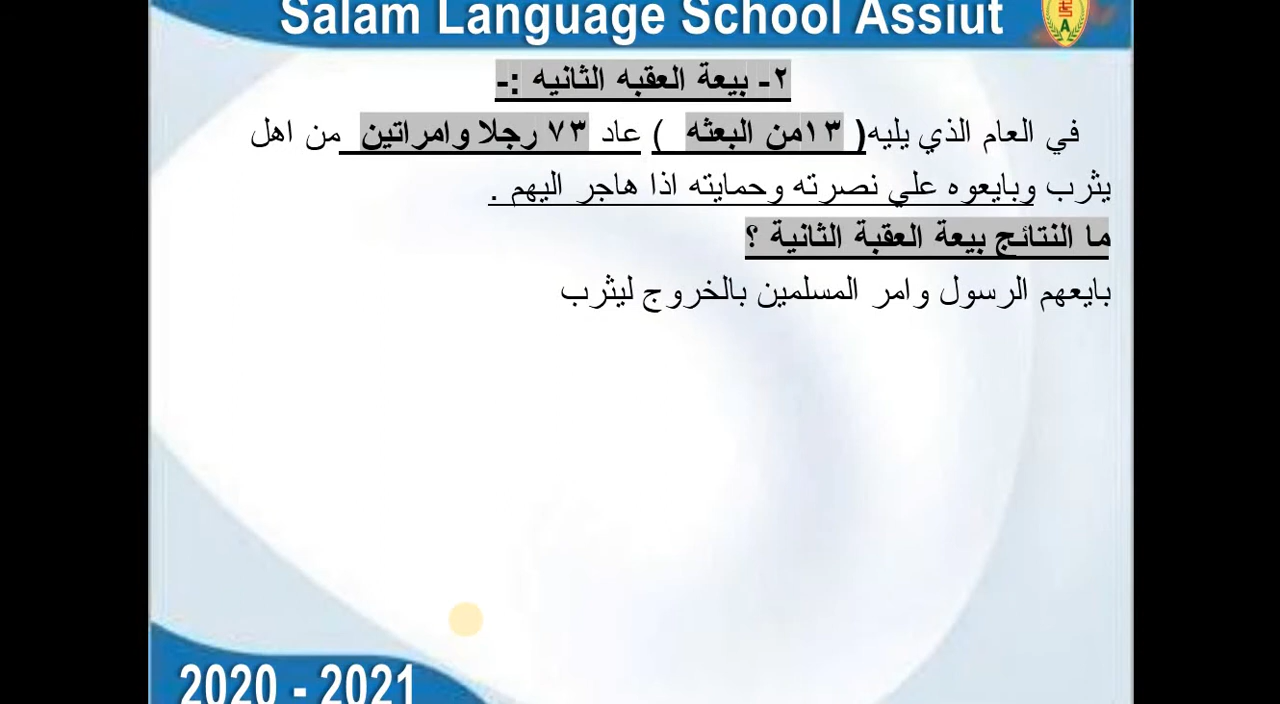 Salam Language School Assiut
٢- بيعة العقبه الثانيه :-
في العام الذي يليه( ١٣من البعثه ) عاد ٧٣ رجلا وامراتين من اهل
يثرب وبايعوه علي نصرته وحمايته اذا هاجر اليهم .
ما النتائج بيعة العقبة الثانية ؟
بايعهم الرسول وامر المسلمين بالخروج ليثرب
2020 - 2021